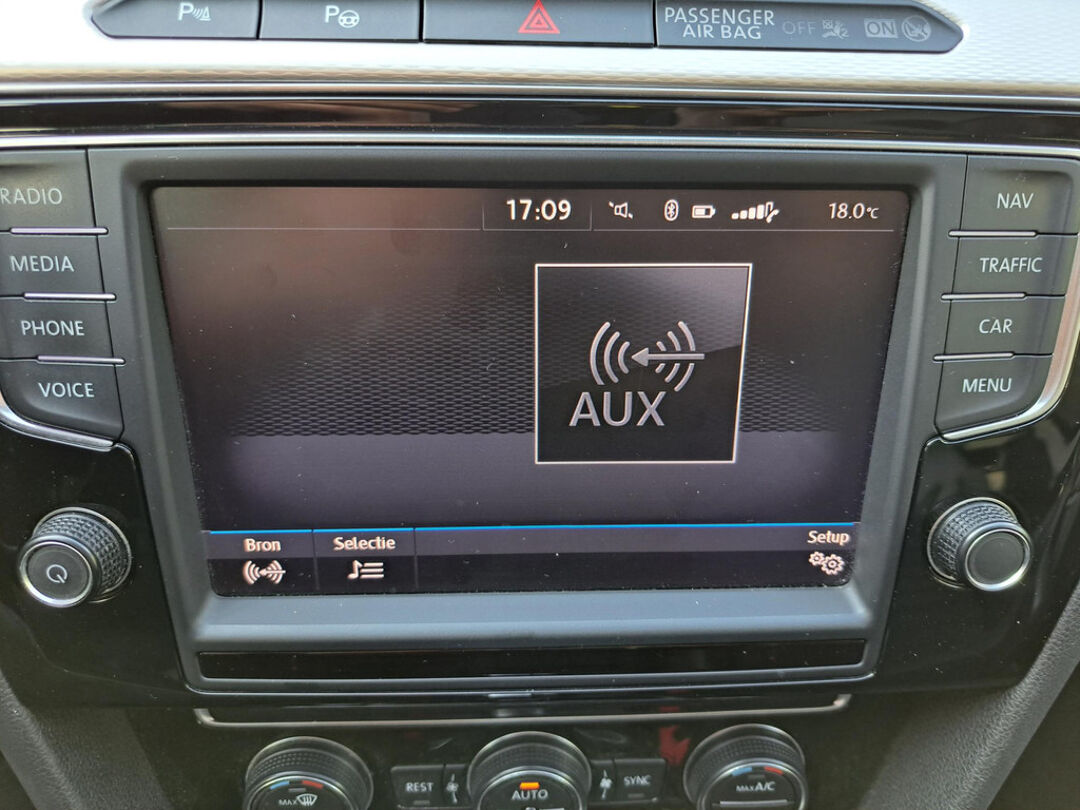 P P
PASSENGER
AIR BAG OFF ON
RADIO
MEDIA
PHONE
VOICE
17:09 18.0°C
AUX
Bron Selectie Setup
NAV
TRAFFIC
CAR
MENU
MAX
REST
AUTO
SYNC
MAX A/C